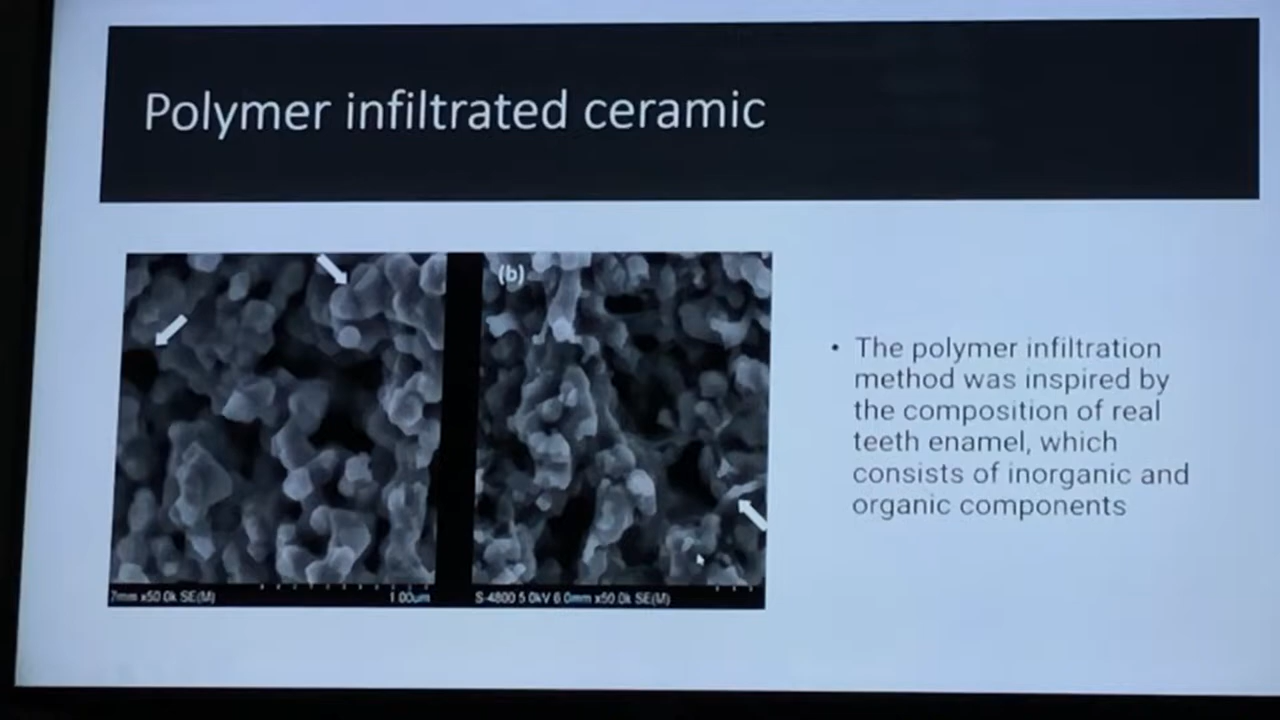 Polymer infiltrated ceramic
(b)
7mm x50.0k SE(M) 1.00um
S-4800 5.0kV 6.0mm x50.0k SE(M)
• The polymer infiltration
method was inspired by
the composition of real
teeth enamel, which
consists of inorganic and
organic components